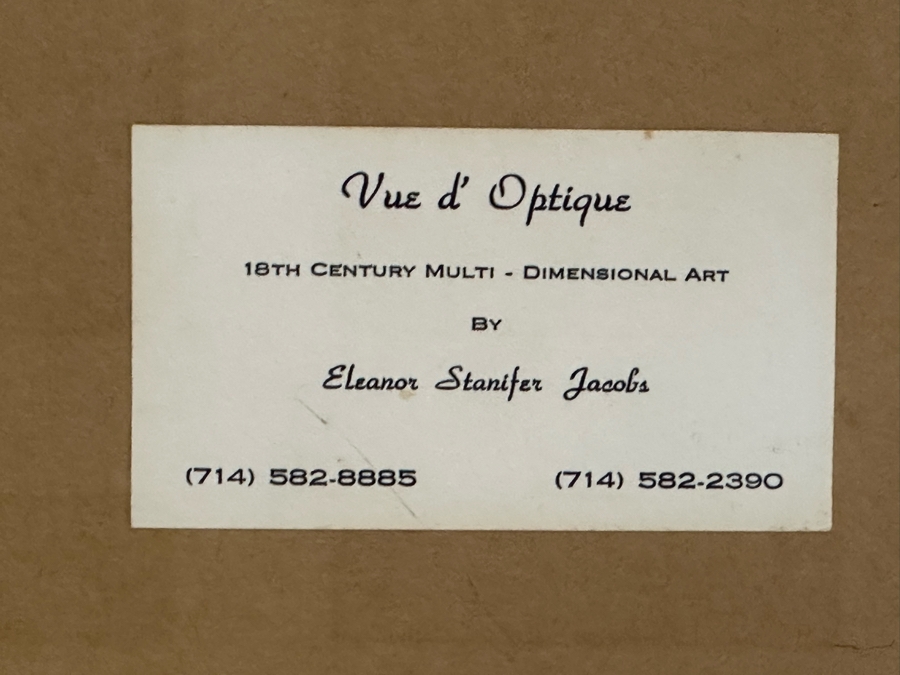 Vue d' Optique
18th Century Multi - Dimensional Art
By
Eleanor Stanifer Jacobs
(714) 582-8885 (714) 582-2390